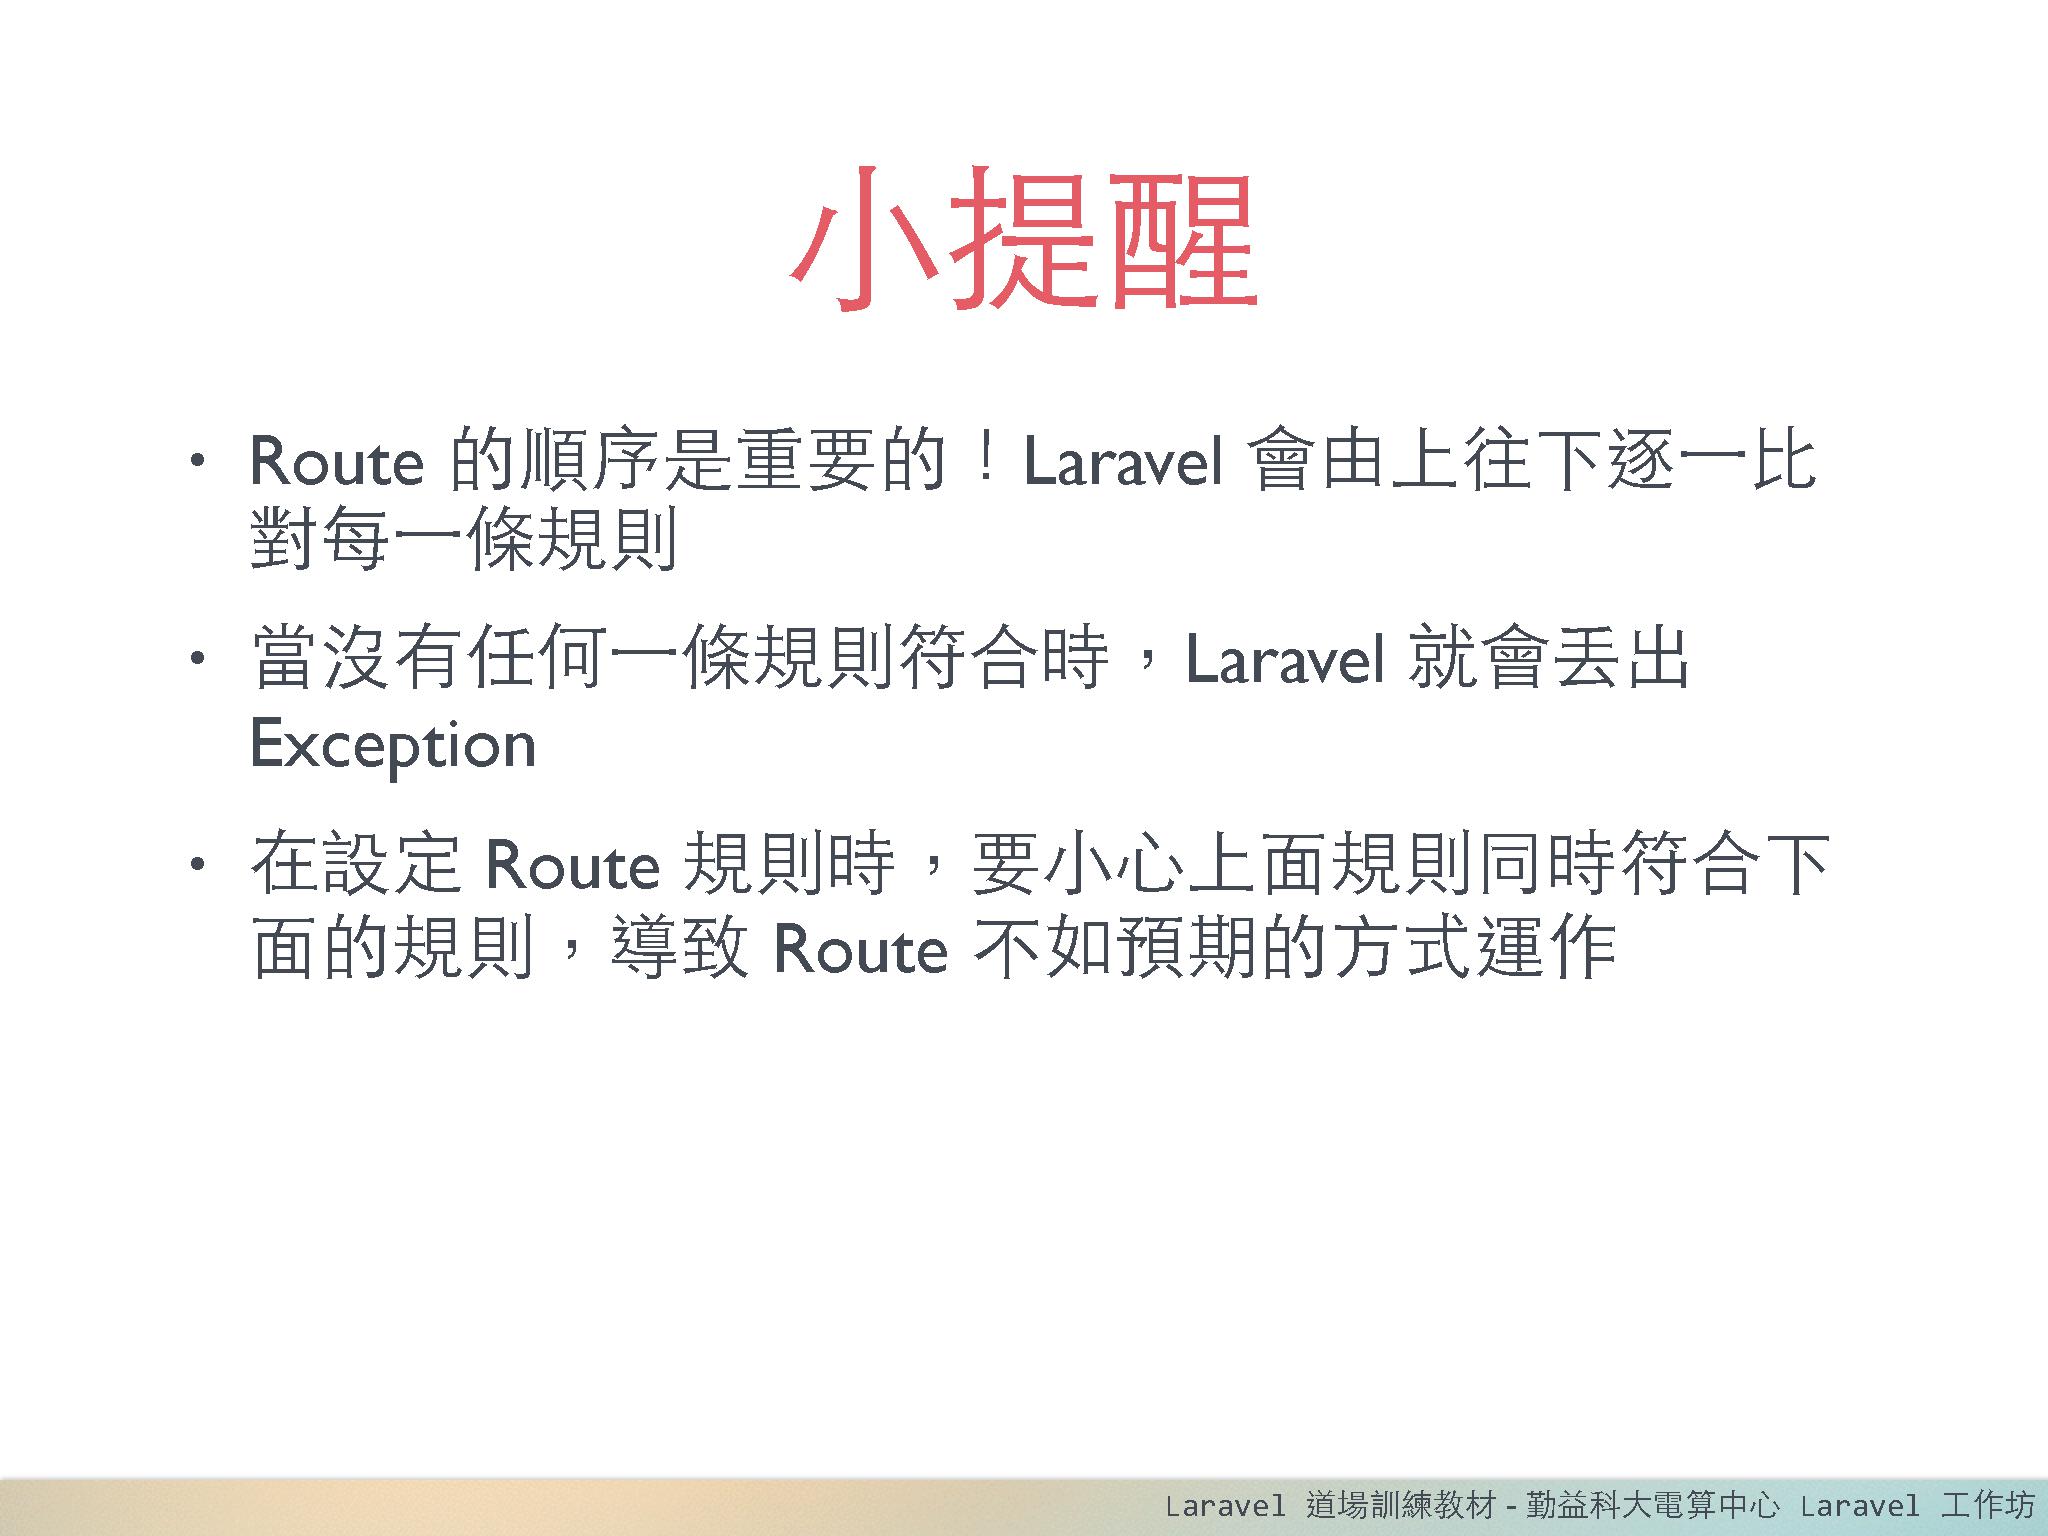 小提醒
• Route 的順序是重要的！Laravel 會由上往下逐一比
對每一條規則
• 當沒有任何一條規則符合時，Laravel 就會丟出
Exception
• 在設定 Route 規則時，要小心上面規則同時符合下
面的規則，導致 Route 不如預期的方式運作
Laravel 道場訓練教材 - 勤益科大電算中心 Laravel 工作坊